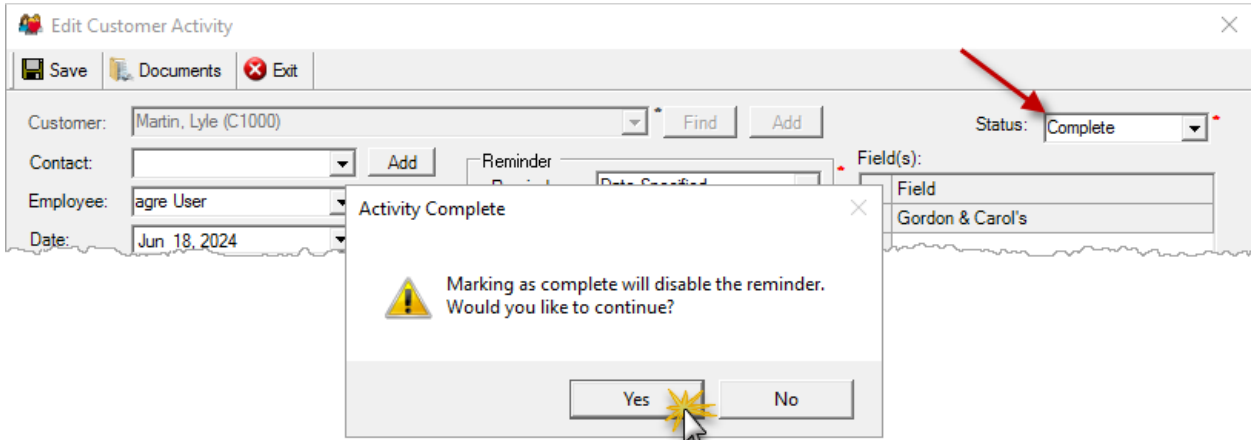 Edit Customer Activity
Save Documents Exit
Customer: Martin, Lyle (C1000) * Find Add Status: Complete *
Contact: Add Reminder * Field(s):
Date Specified Field
Employee: agre User Gordon & Carol's
Date: Jun 18, 2024
Activity Complete
Marking as complete will disable the reminder.
Would you like to continue?
Yes No